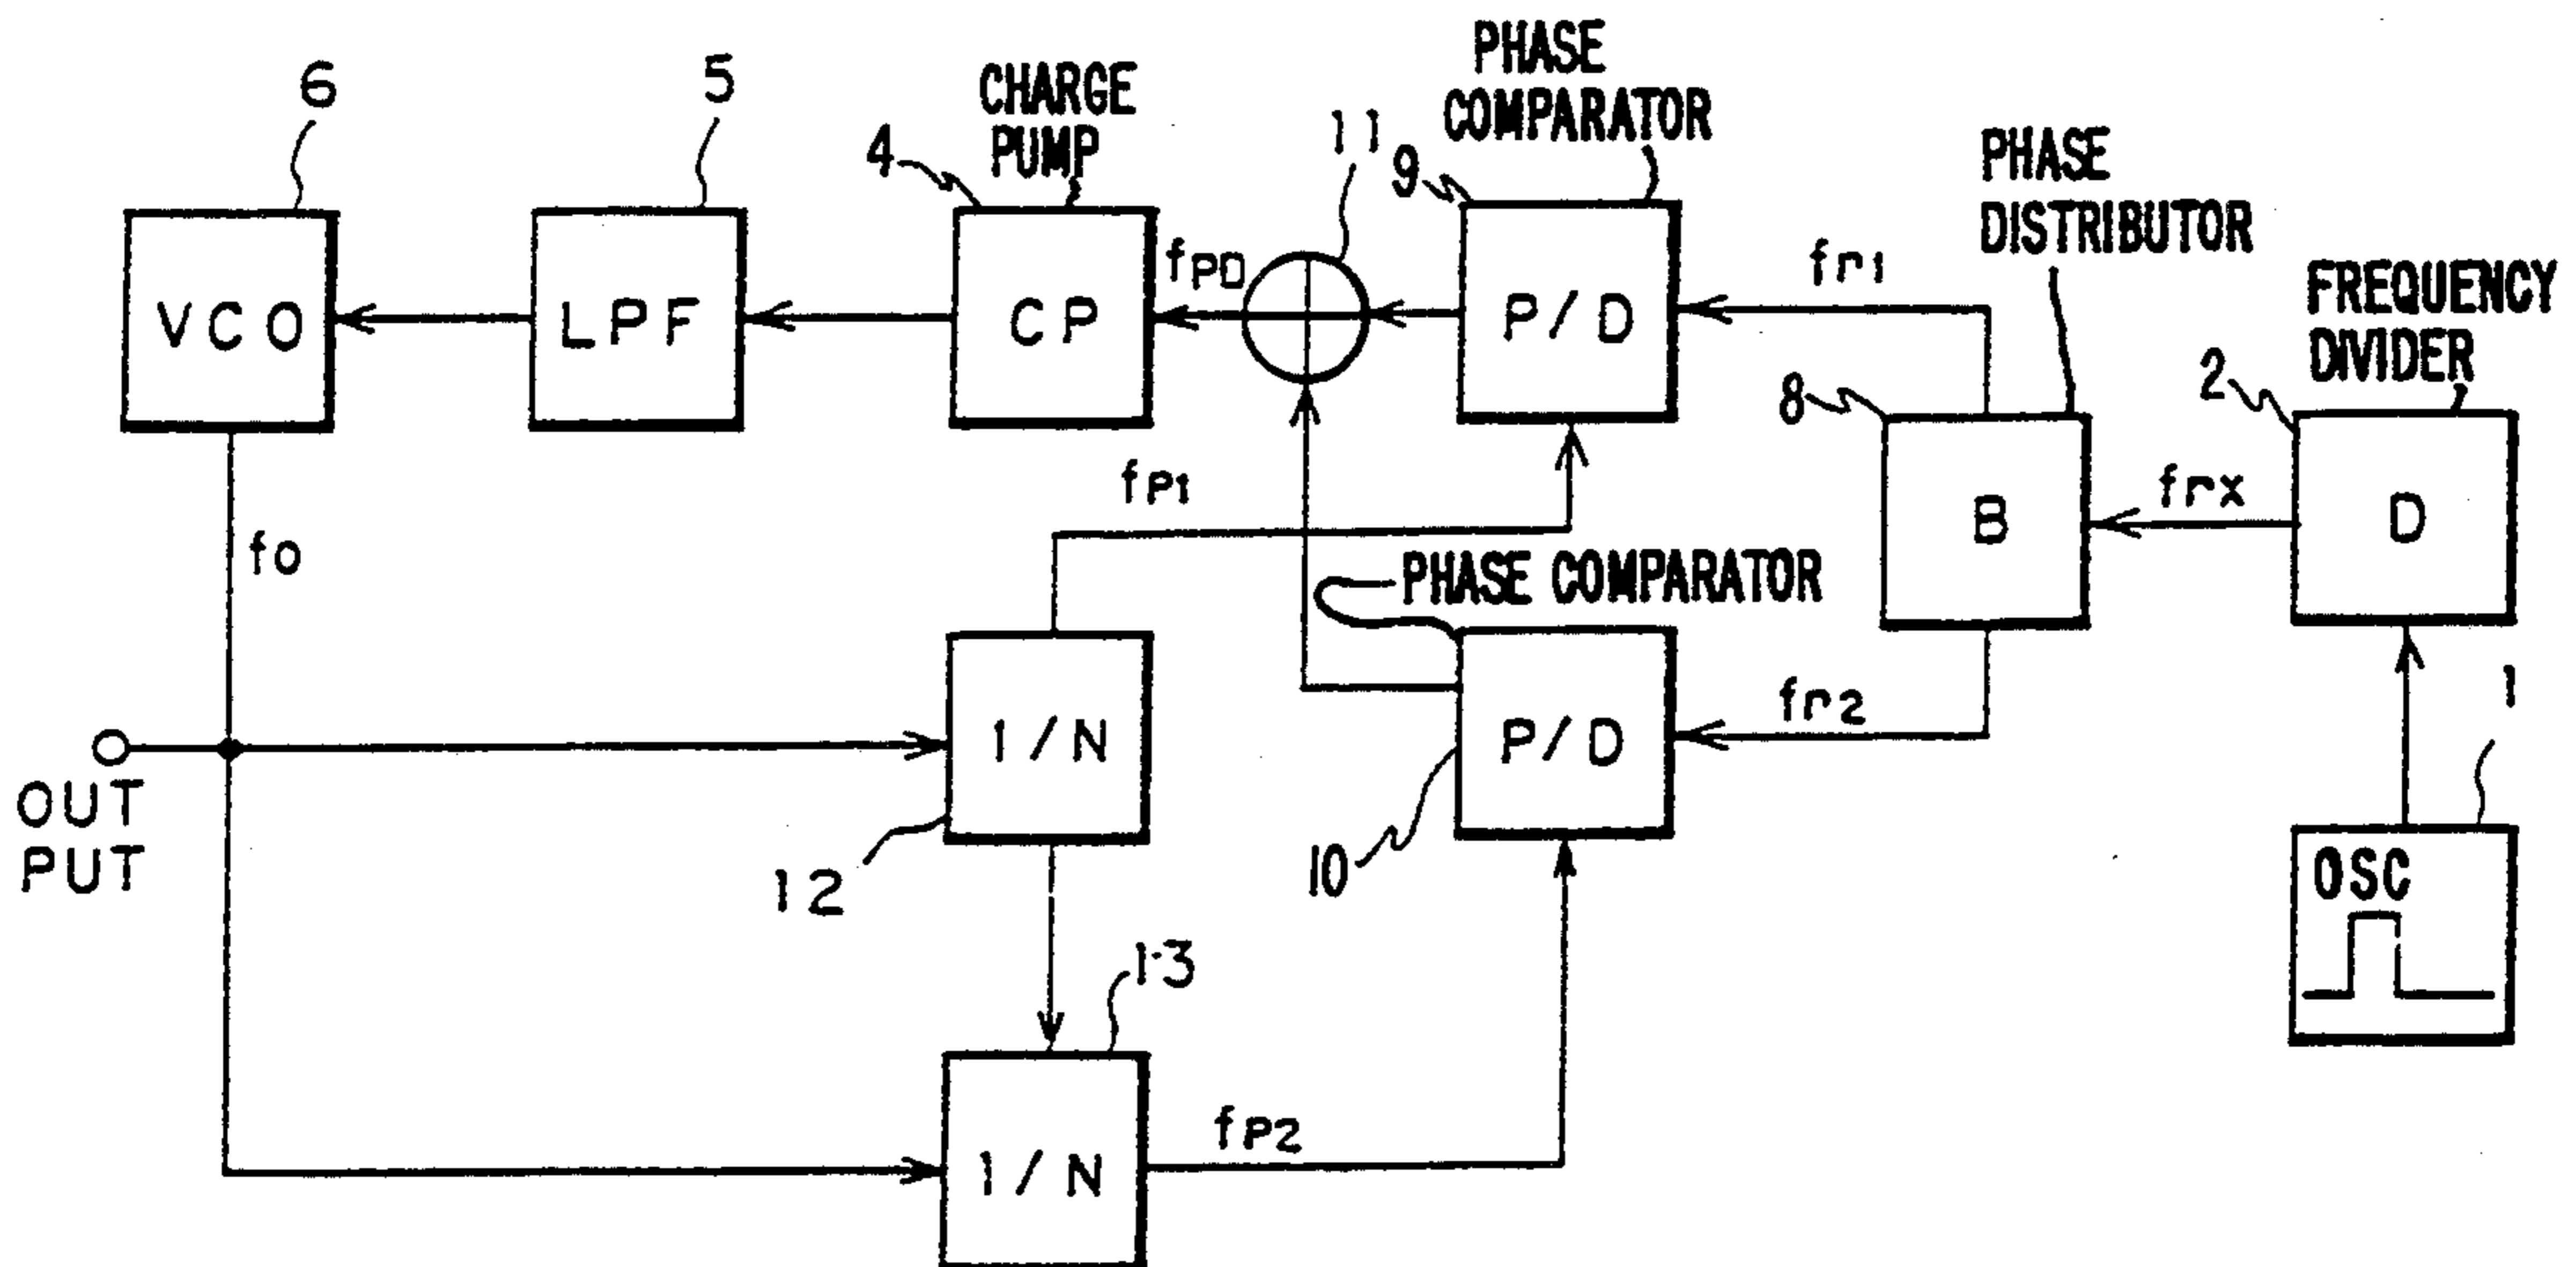 PHASE
COMPARATOR
6
5
CHARGE
PUMP
4
11
9
PHASE
DISTRIBUTOR
FREQUENCY
DIVIDER
VCO
LPF
CP
fPD
P/D
fr1
8
2
fP1
B
frx
D
fo
PHASE COMPARATOR
1/N
P/D
fr2
1
OUT
PUT
12
10
OSC
13
1/N
fP2